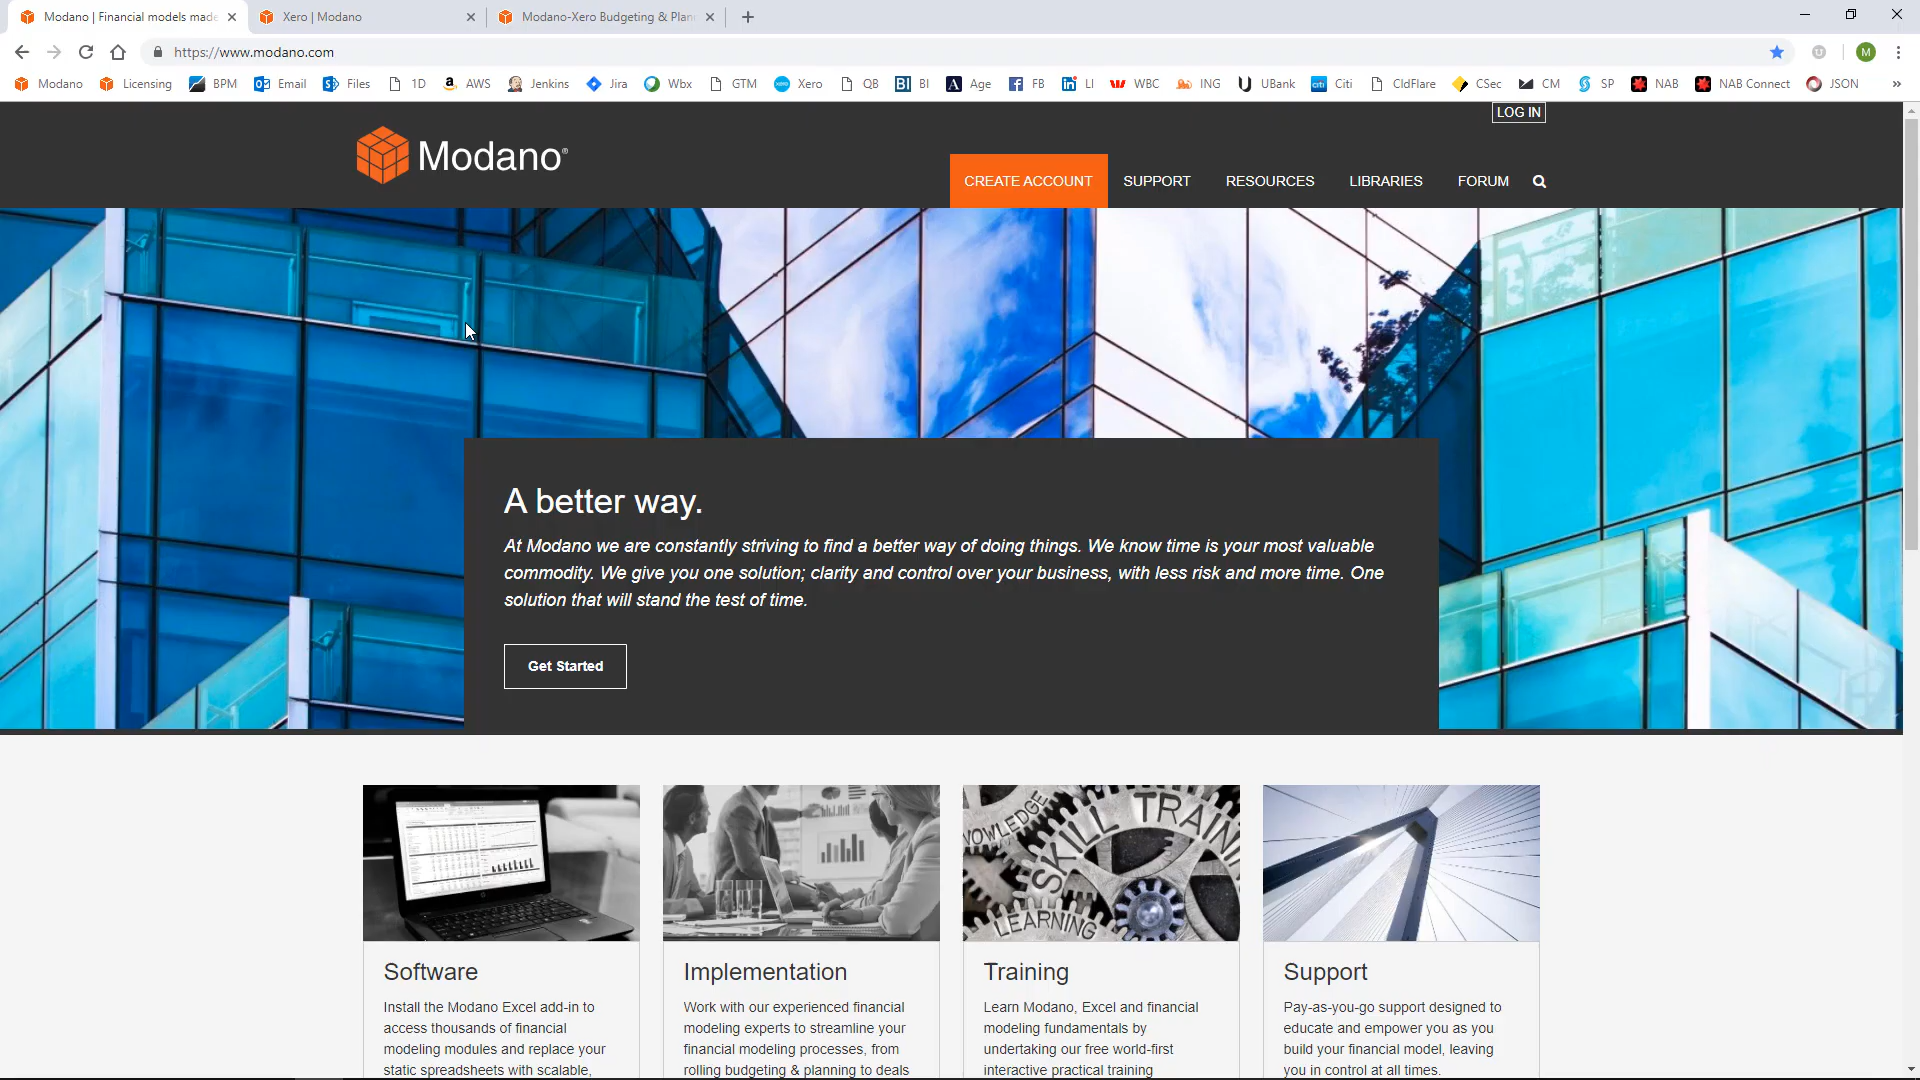 Modano | Financial models made
Xero | Modano
Modano-Xero Budgeting & Plan
https://www.modano.com
M
Modano
Licensing
BPM
Email
Files
1D
AWS
Jenkins
Jira
Wbx
GTM
Xero
QB
BI BI
A Age
FB
in LI
WBC
ING
UBank
citi Citi
CldFlare
CSec
CM
SP
NAB
NAB Connect
JSON
»
LOG IN
Modano®
CREATE ACCOUNT
SUPPORT
RESOURCES
LIBRARIES
FORUM
A better way.
At Modano we are constantly striving to find a better way of doing things. We know time is your most valuable
commodity. We give you one solution; clarity and control over your business, with less risk and more time. One
solution that will stand the test of time.
Get Started
KNOWLEDGE
SKILL
TRAIN
LEARNING
Software
Install the Modano Excel add-in to
access thousands of financial
modeling modules and replace your
static spreadsheets with scalable,
Implementation
Work with our experienced financial
modeling experts to streamline your
financial modeling processes, from
rolling budgeting & planning to deals
Training
Learn Modano, Excel and financial
modeling fundamentals by
undertaking our free world-first
interactive practical training
Support
Pay-as-you-go support designed to
educate and empower you as you
build your financial model, leaving
you in control at all times.